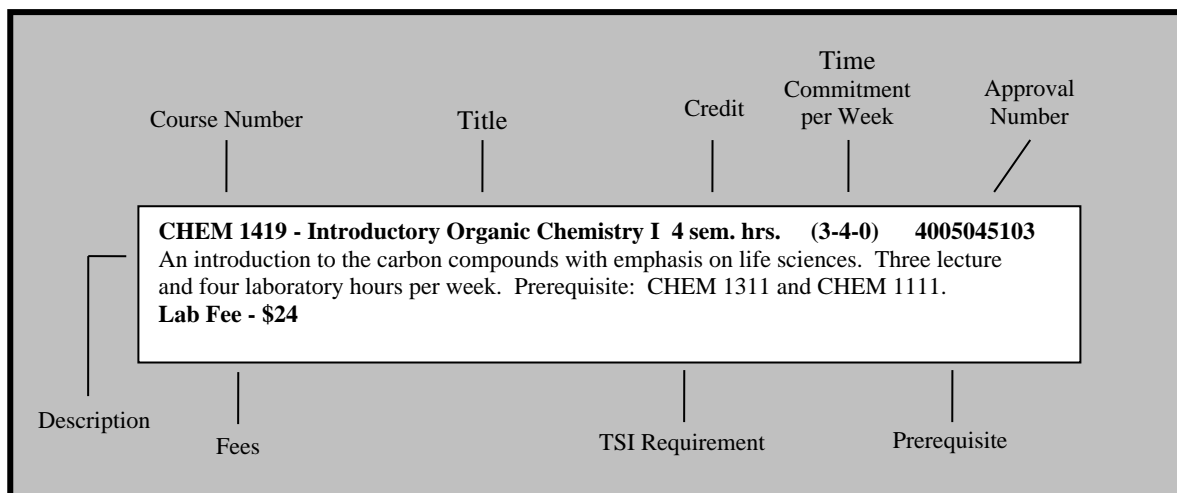 Time
Commitment
per Week
Approval
Number
Credit
Course Number
Title
CHEM 1419 - Introductory Organic Chemistry I 4 sem. hrs. (3-4-0) 4005045103
An introduction to the carbon compounds with emphasis on life sciences. Three lecture
and four laboratory hours per week. Prerequisite: CHEM 1311 and CHEM 1111.
Lab Fee - $24
Description
Fees
TSI Requirement
Prerequisite